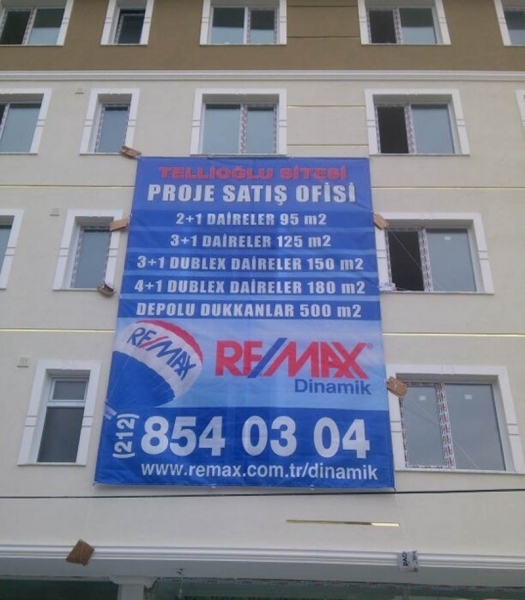 TELLİOĞLU SİTESİ
PROJE SATIŞ OFİSİ
2+1 DAİRELER 95 m2
3+1 DAİRELER 125 m2
3+1 DUBLEX DAİRELER 150 m2
4+1 DUBLEX DAİRELER 180 m2
DEPOLU DUKKANLAR 500 m2
RE/MAX
RE/MAX®
Dinamik
(212) 854 03 04
www.remax.com.tr/dinamik